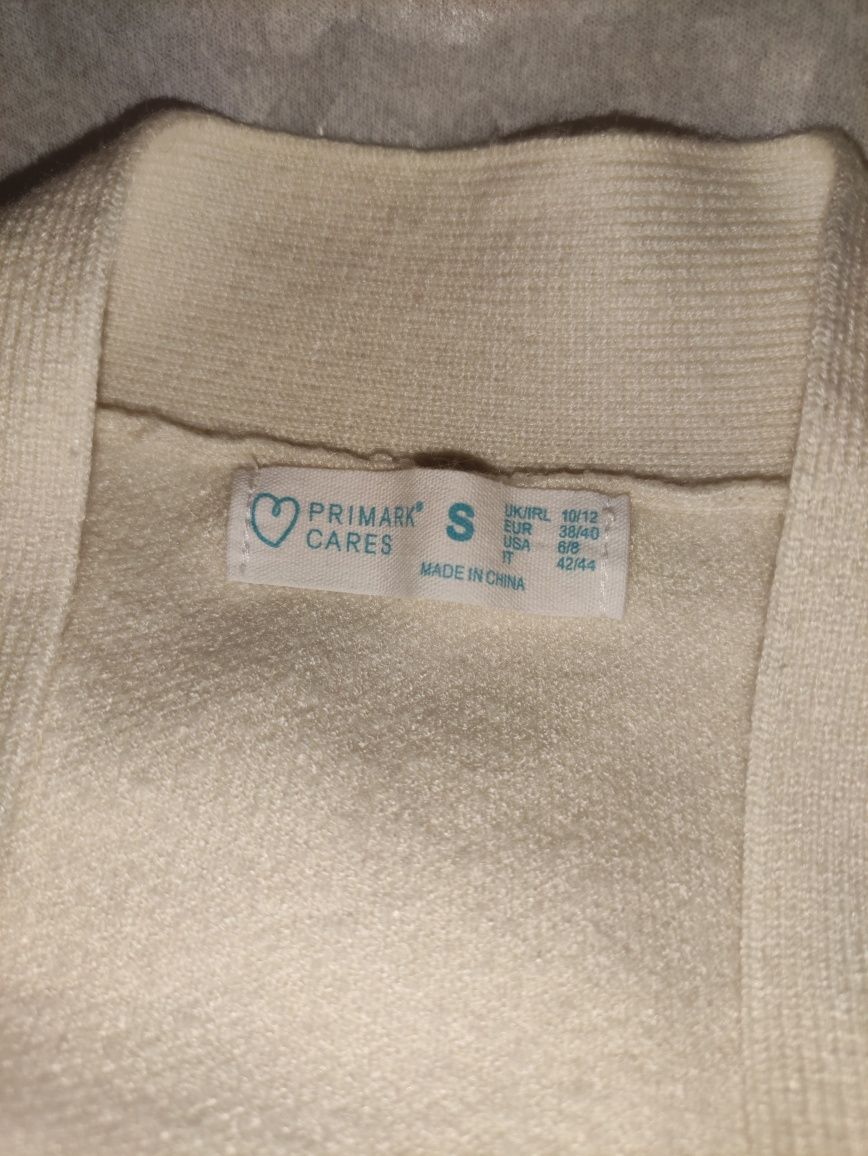 PRIMARK®
CARES
S
UK/IRL 10/12
EUR 38/40
USA 6/8
IT 42/44
MADE IN CHINA